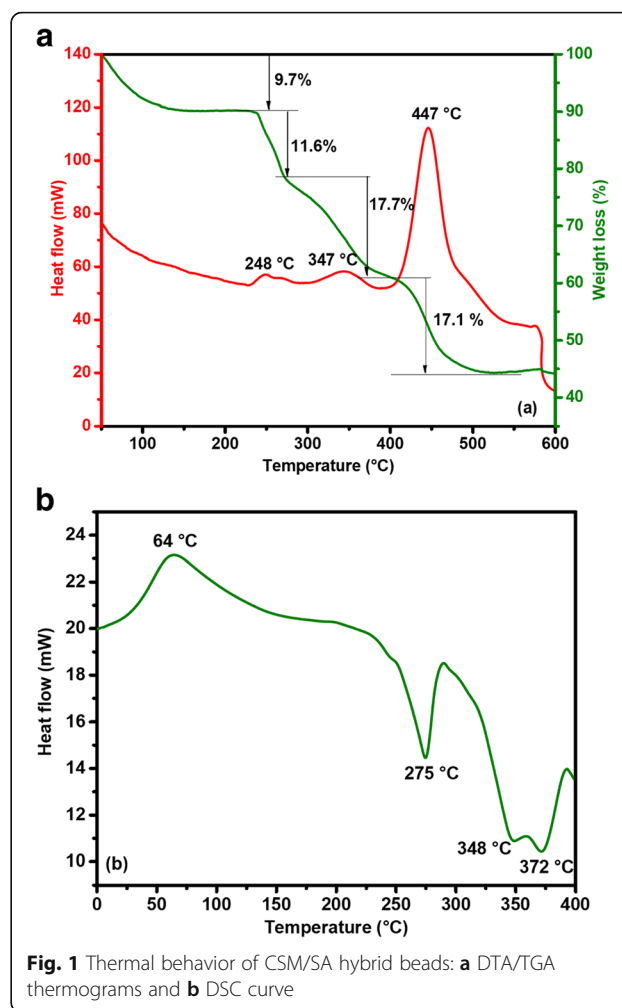 a
140
120
100
80
60
40
20
0
Heat flow (mW)
100
90
80
70
60
50
40
Weight loss (%)
9.7%
11.6%
17.7%
17.1 %
447 °C
248 °C
347 °C
(a)
100 200 300 400 500 600
Temperature (°C)
b
24
22
20
18
16
14
12
10
Heat flow (mW)
64 °C
275 °C
348 °C
372 °C
(b)
0 50 100 150 200 250 300 350 400
Temperature (°C)
Fig. 1 Thermal behavior of CSM/SA hybrid beads: a DTA/TGA
thermograms and b DSC curve